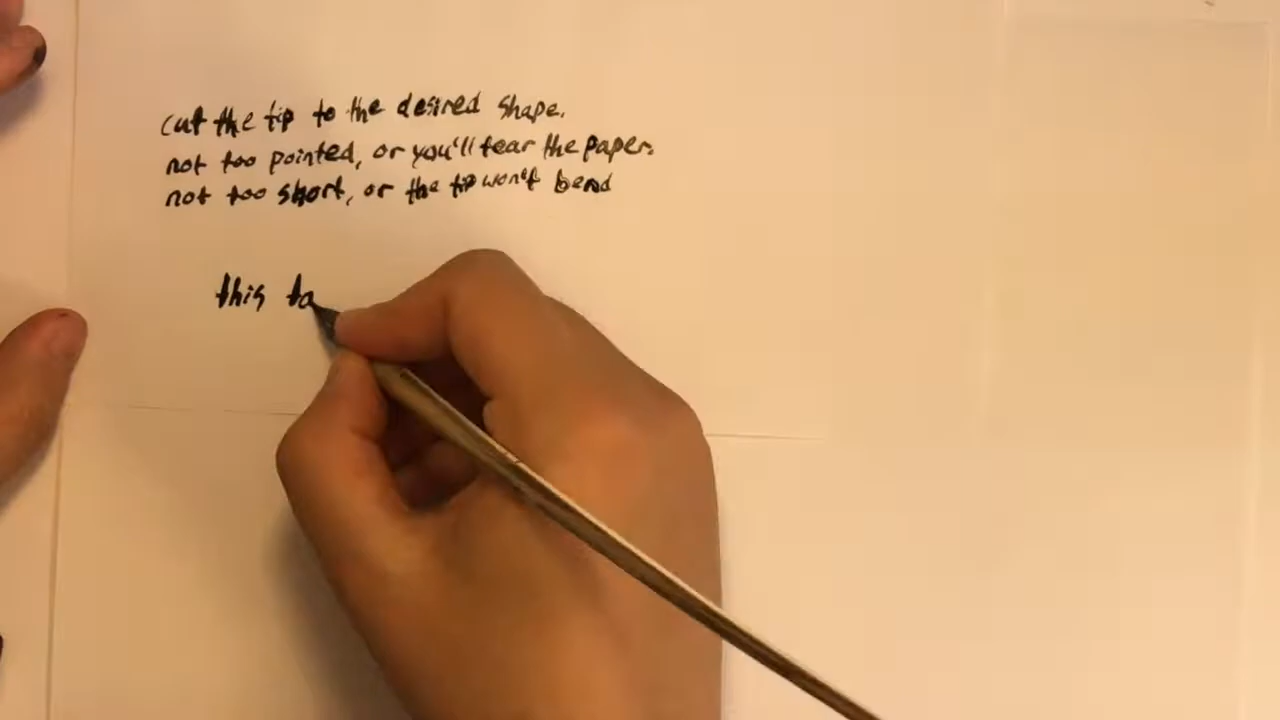 cut the tip to the desired shape.
not too pointed, or you'll tear the paper.
not too short, or the tip won't bend
this ta